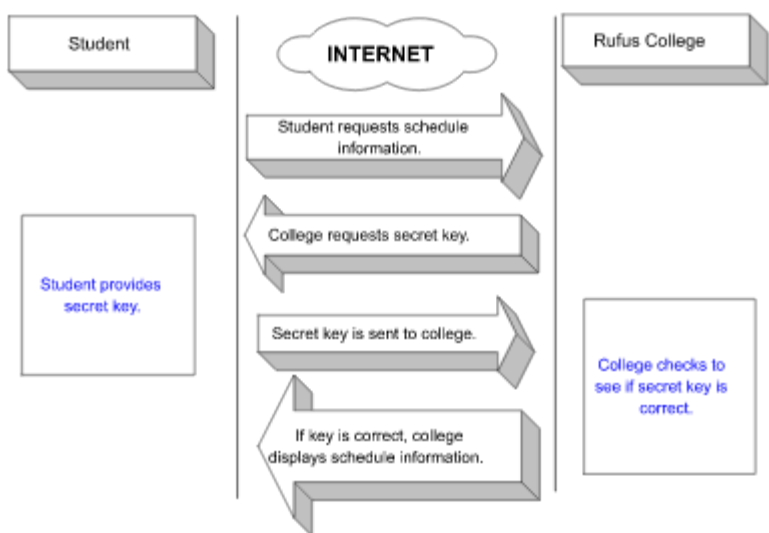 Student
INTERNET
Rufus College
Student requests schedule
information.
College requests secret key.
Student provides
secret key.
Secret key is sent to college.
College checks to
see if secret key is
correct.
If key is correct, college
displays schedule information.